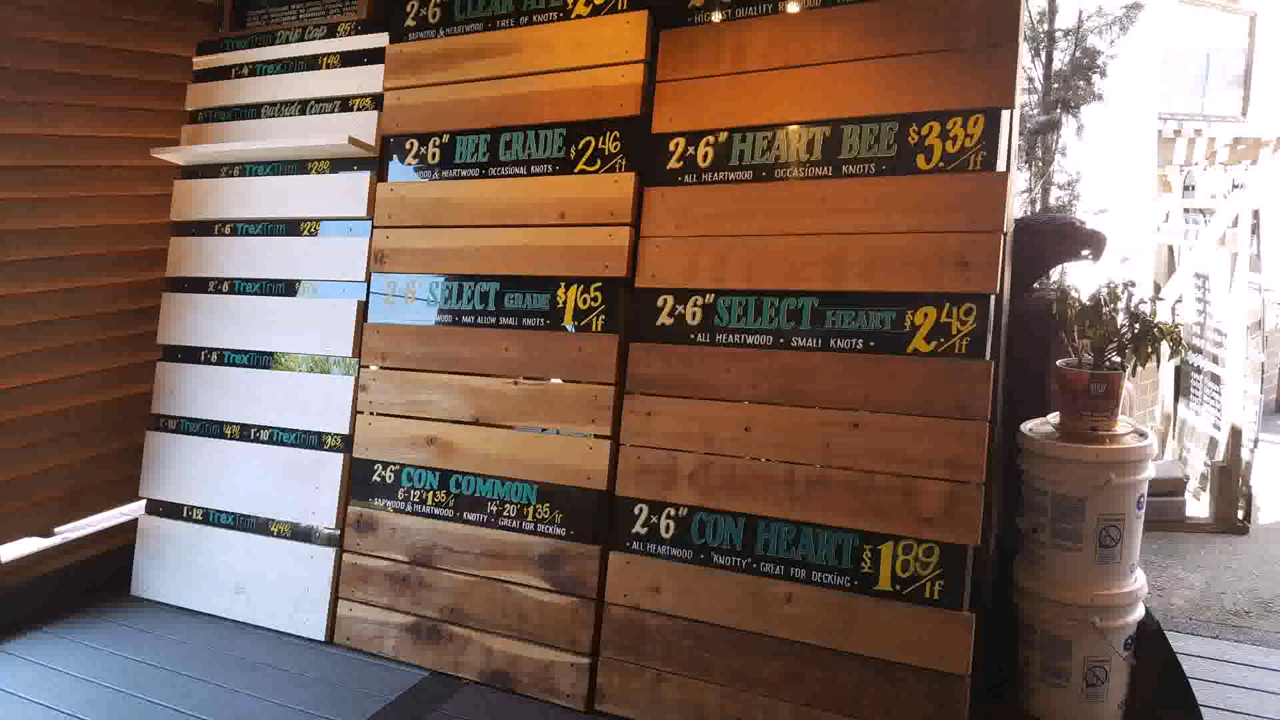 TrexTrim Drip Cap 95¢
1"·4" TrexTrim $1.40
TrexTrim Outside Corner $7.05
2"·6" TrexTrim $2.80
1"·6" TrexTrim $2.20
2"·8" TrexTrim
1"·8" TrexTrim
1"·10" TrexTrim - 1"·10" TrexTrim $3.65
1"·12" TrexTrim $4.40
2×6" CLEAR
SAPWOOD & HEARTWOOD · FREE OF KNOTS ·
2×6" BEE GRADE $2.46/lf
& HEARTWOOD · OCCASIONAL KNOTS ·
2×6" SELECT GRADE $1.65/lf
· MAY ALLOW SMALL KNOTS ·
2×6" CON COMMON
6'-12' $1.35/lf 14'-20' $1.35/lf
· SAPWOOD & HEARTWOOD · KNOTTY · GREAT FOR DECKING ·
· HIGHEST QUALITY
2×6" HEART BEE $3.39/lf
· ALL HEARTWOOD · OCCASIONAL KNOTS ·
2×6" SELECT HEART $2.49/lf
· ALL HEARTWOOD · SMALL KNOTS ·
2×6" CON HEART $1.89/lf
· ALL HEARTWOOD · "KNOTTY" · GREAT FOR DECKING ·